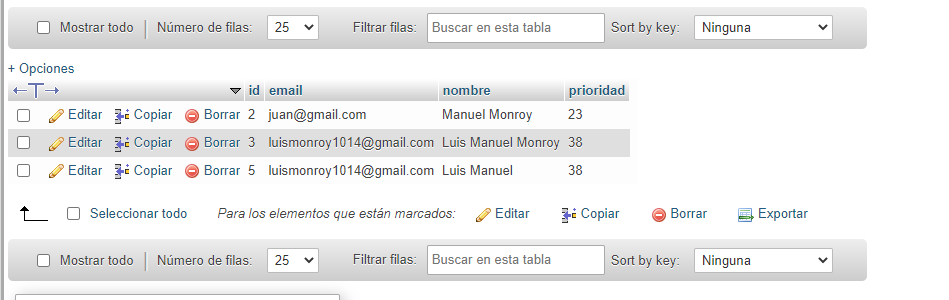 Mostrar todo Número de filas: 25 Filtrar filas: Buscar en esta tabla Sort by key: Ninguna
+ Opciones
←T→ id email nombre prioridad
Editar Copiar Borrar 2 juan@gmail.com Manuel Monroy 23
Editar Copiar Borrar 3 luismonroy1014@gmail.com Luis Manuel Monroy 38
Editar Copiar Borrar 5 luismonroy1014@gmail.com Luis Manuel 38
Seleccionar todo Para los elementos que están marcados: Editar Copiar Borrar Exportar
Mostrar todo Número de filas: 25 Filtrar filas: Buscar en esta tabla Sort by key: Ninguna